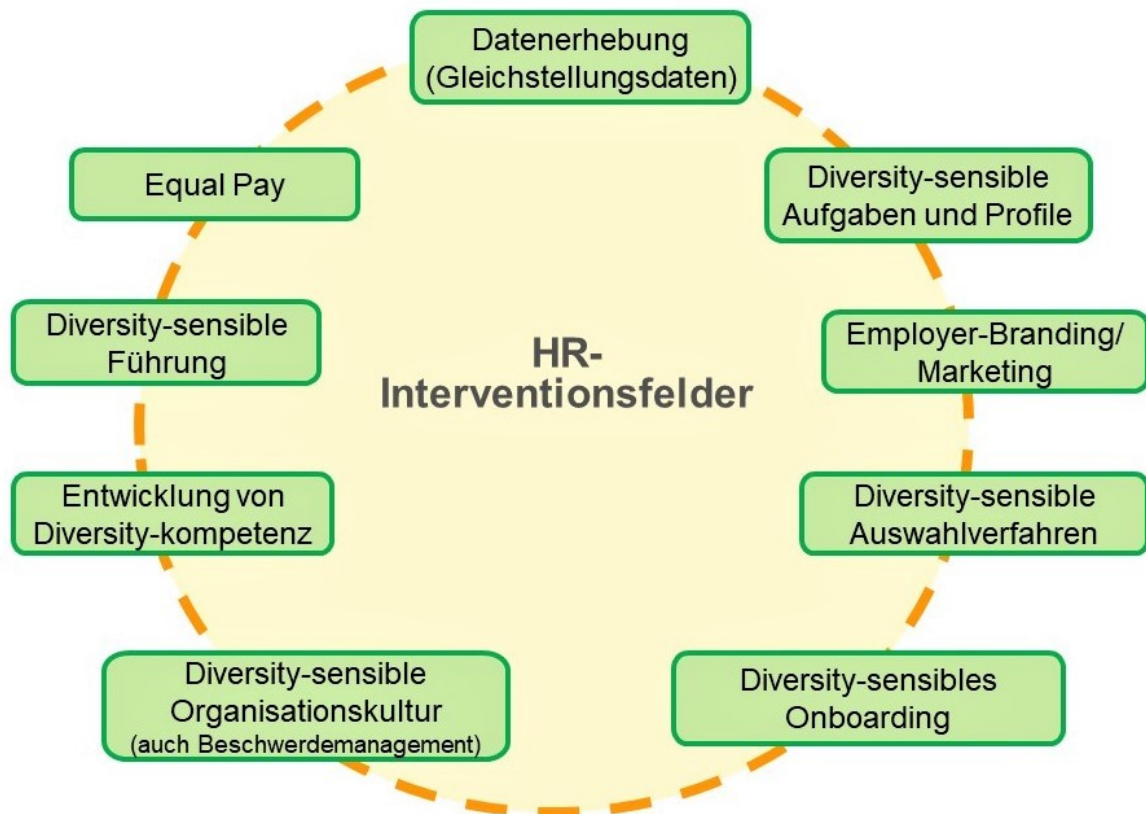 Datenerhebung
(Gleichstellungsdaten)
Equal Pay
Diversity-sensible
Aufgaben und Profile
Diversity-sensible
Führung
HR-
Interventionsfelder
Employer-Branding/
Marketing
Entwicklung von
Diversity-kompetenz
Diversity-sensible
Auswahlverfahren
Diversity-sensible
Organisationskultur
(auch Beschwerdemanagement)
Diversity-sensibles
Onboarding